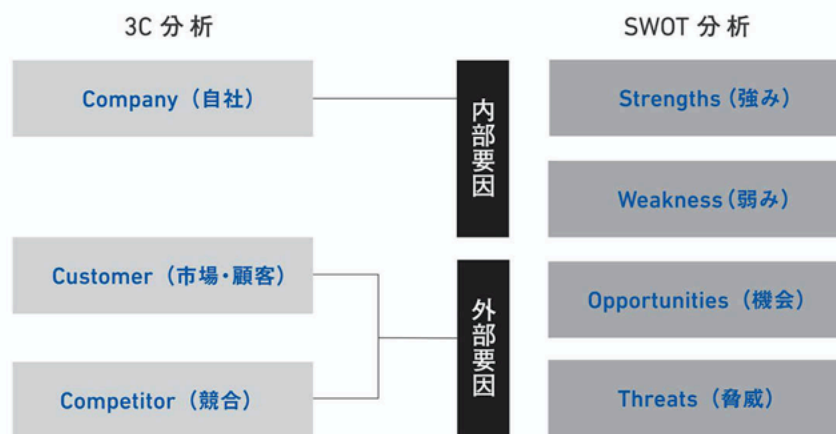 3C 分析
SWOT 分析
Company（自社）
内部要因
Strengths（強み）
Weakness（弱み）
Customer（市場・顧客）
外部要因
Opportunities（機会）
Competitor（競合）
Threats（脅威）